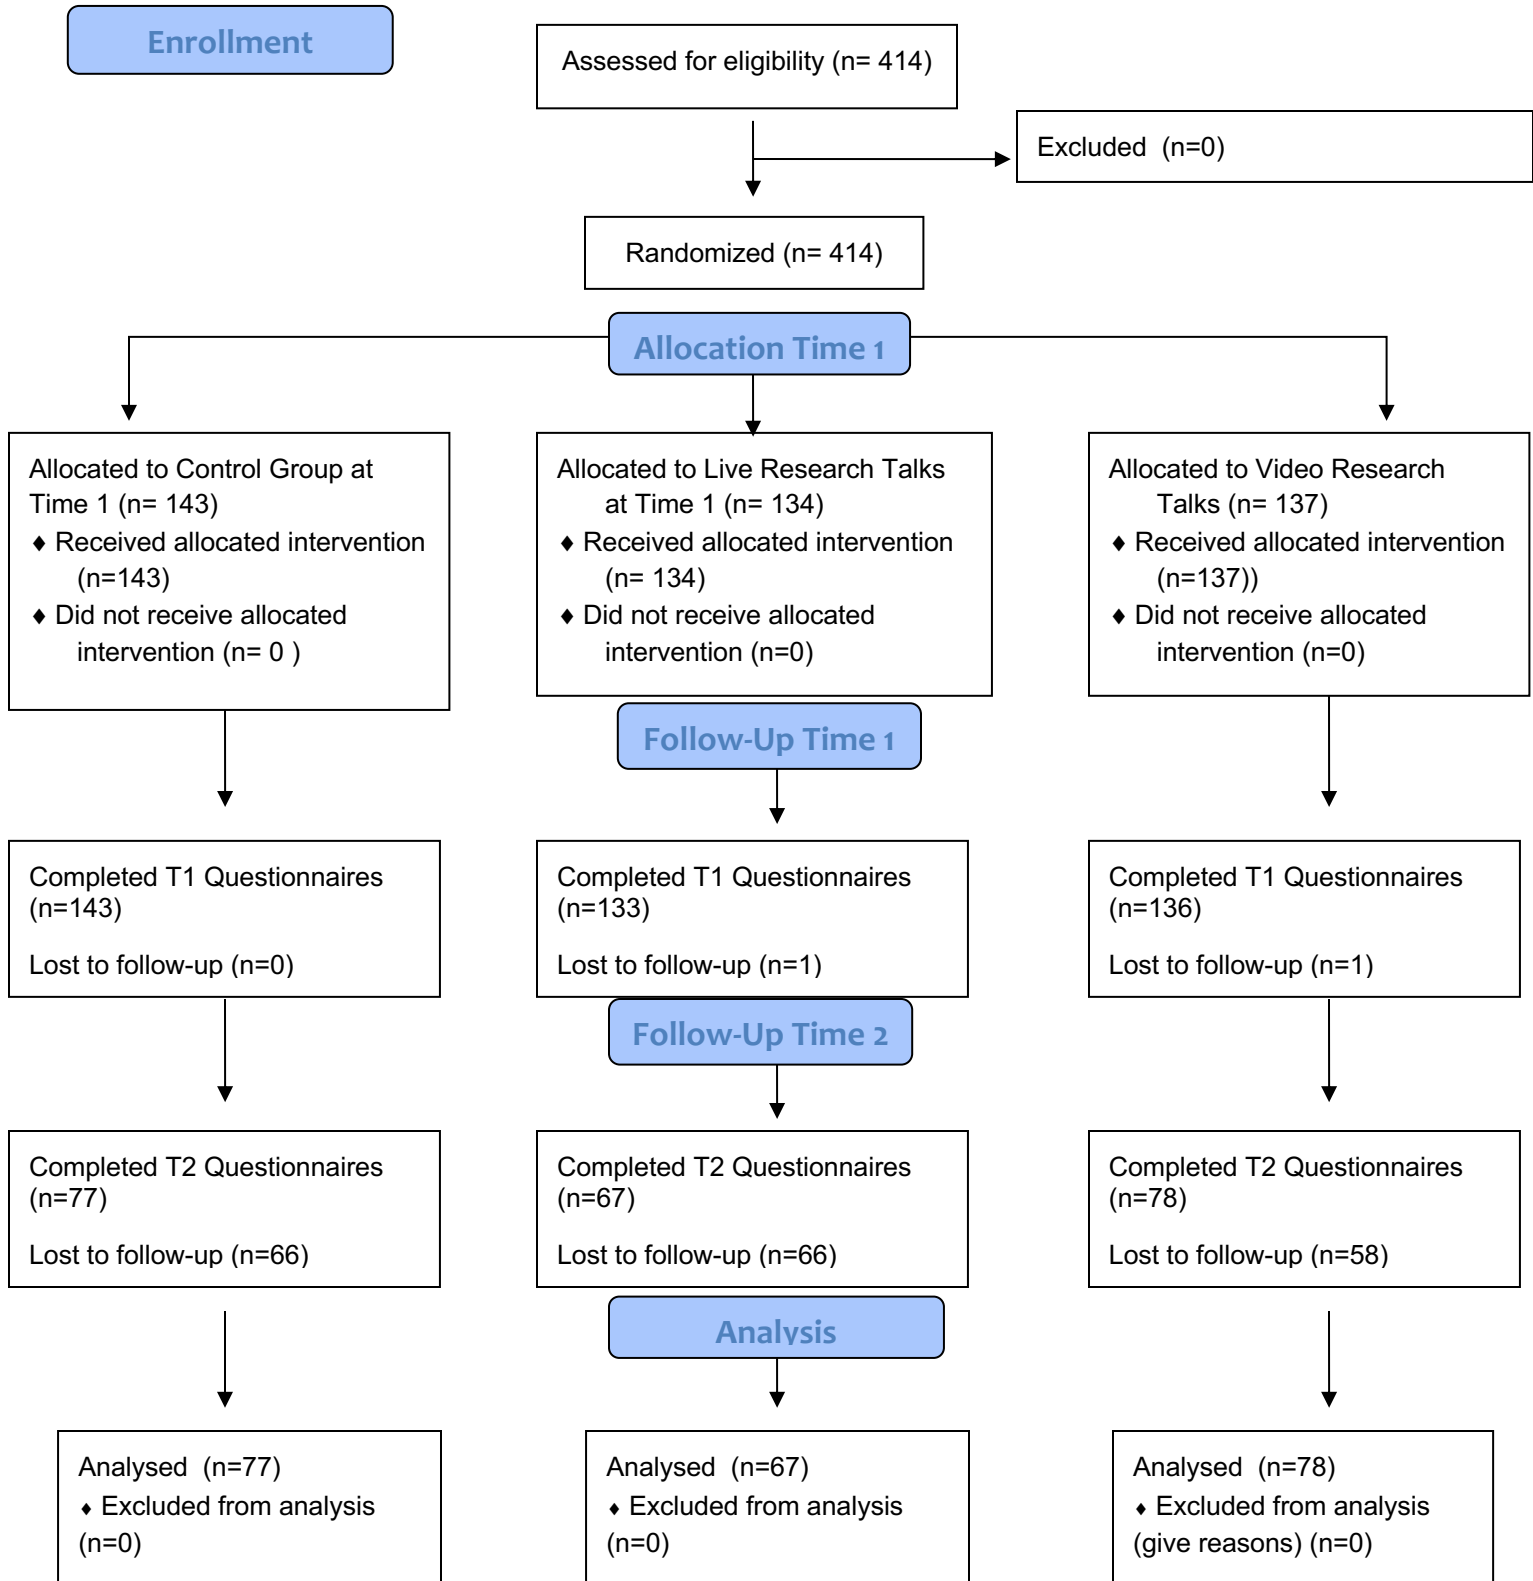 Enrollment
Assessed for eligibility (n= 414)
Excluded (n=0)
Randomized (n= 414)
Allocation Time 1
Allocated to Control Group at
Time 1 (n= 143)
♦ Received allocated intervention
(n=143)
♦ Did not receive allocated
intervention (n= 0 )
Allocated to Live Research Talks
at Time 1 (n= 134)
♦ Received allocated intervention
(n= 134)
♦ Did not receive allocated
intervention (n=0)
Allocated to Video Research
Talks (n= 137)
♦ Received allocated intervention
(n=137))
♦ Did not receive allocated
intervention (n=0)
Follow-Up Time 1
Completed T1 Questionnaires
(n=143)
Lost to follow-up (n=0)
Completed T1 Questionnaires
(n=133)
Lost to follow-up (n=1)
Completed T1 Questionnaires
(n=136)
Lost to follow-up (n=1)
Follow-Up Time 2
Completed T2 Questionnaires
(n=77)
Lost to follow-up (n=66)
Completed T2 Questionnaires
(n=67)
Lost to follow-up (n=66)
Completed T2 Questionnaires
(n=78)
Lost to follow-up (n=58)
Analysis
Analysed (n=77)
♦ Excluded from analysis
(n=0)
Analysed (n=67)
♦ Excluded from analysis
(n=0)
Analysed (n=78)
♦ Excluded from analysis
(give reasons) (n=0)